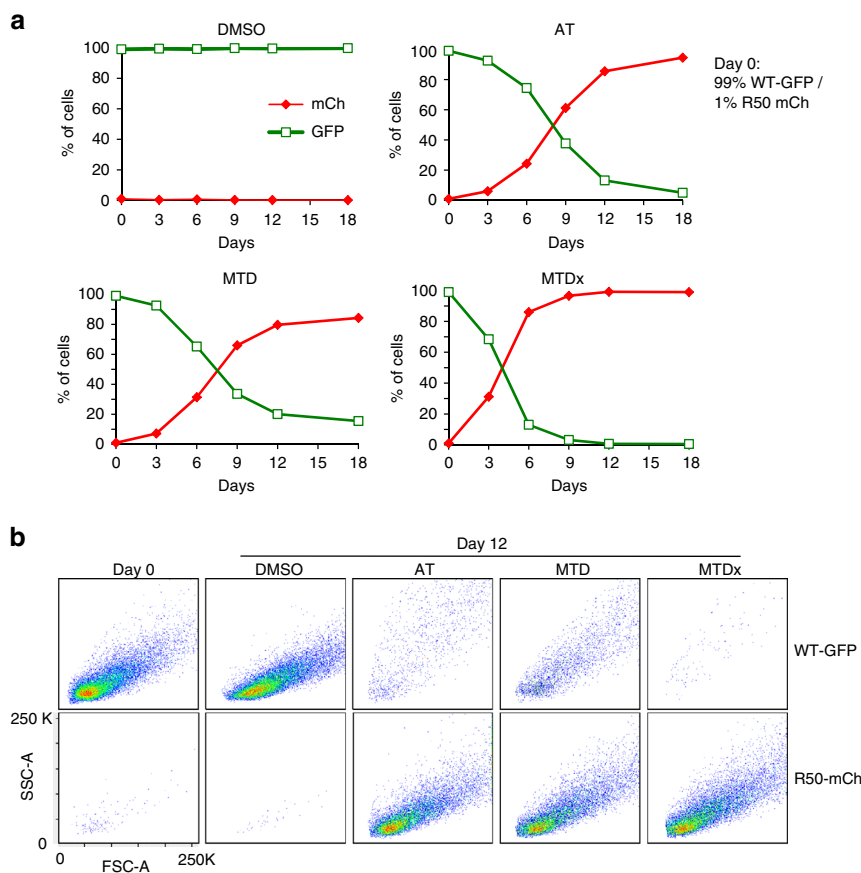 a
DMSO
100
80
60
40
20
0
% of cells
mCh
GFP
0 3 6 9 12 15 18
Days
AT
100
80
60
40
20
0
% of cells
0 3 6 9 12 15 18
Days
Day 0:
99% WT-GFP /
1% R50 mCh
MTD
100
80
60
40
20
0
% of cells
0 3 6 9 12 15 18
Days
MTDx
100
80
60
40
20
0
% of cells
0 3 6 9 12 15 18
Days
b
Day 12
Day 0 DMSO AT MTD MTDx
WT-GFP
250 K
SSC-A
0
R50-mCh
0 250K
FSC-A